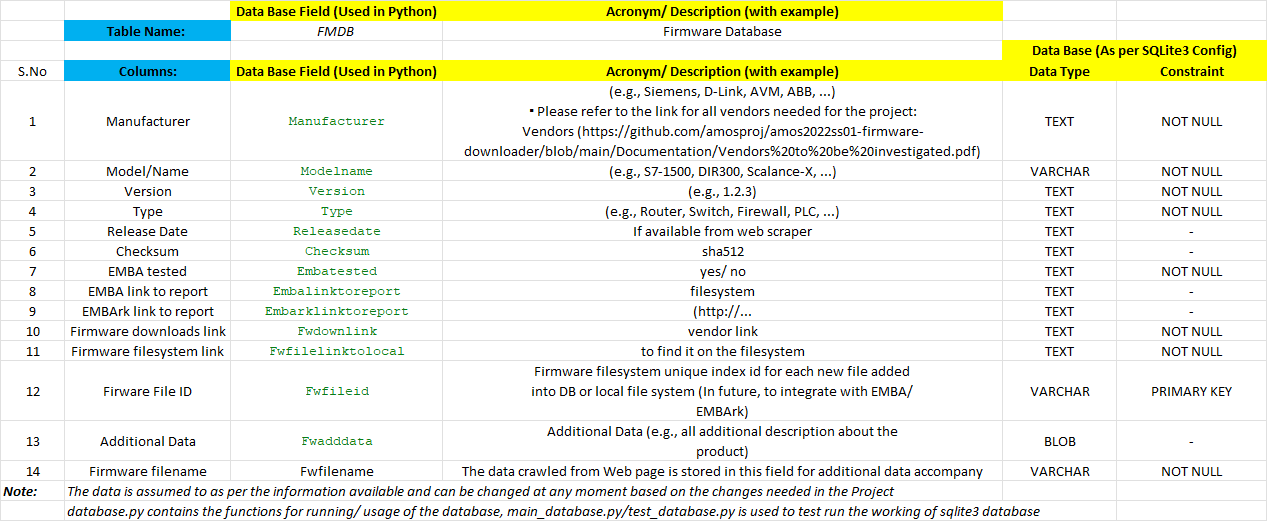 Data Base Field (Used in Python) Acronym/ Description (with example)
Table Name: FMDB Firmware Database
Data Base (As per SQLite3 Config)
S.No Columns: Data Base Field (Used in Python) Acronym/ Description (with example) Data Type Constraint
(e.g., Siemens, D-Link, AVM, ABB, ...)
▪ Please refer to the link for all vendors needed for the project:
1 Manufacturer Manufacturer Vendors (https://github.com/amosproj/amos2022ss01-firmware- TEXT NOT NULL
downloader/blob/main/Documentation/Vendors%20to%20be%20investigated.pdf)
2 Model/Name Modelname (e.g., S7-1500, DIR300, Scalance-X, ...) VARCHAR NOT NULL
3 Version Version (e.g., 1.2.3) TEXT NOT NULL
4 Type Type (e.g., Router, Switch, Firewall, PLC, ...) TEXT NOT NULL
5 Release Date Releasedate If available from web scraper TEXT -
6 Checksum Checksum sha512 TEXT -
7 EMBA tested Embatested yes/ no TEXT NOT NULL
8 EMBA link to report Embalinktoreport filesystem TEXT -
9 EMBArk link to report Embarklinktoreport (http://... TEXT -
10 Firmware downloads link Fwdownlink vendor link TEXT NOT NULL
11 Firmware filesystem link Fwfilelinktolocal to find it on the filesystem TEXT NOT NULL
Firmware filesystem unique index id for each new file added
12 Firware File ID Fwfileid into DB or local file system (In future, to integrate with EMBA/ VARCHAR PRIMARY KEY
EMBArk)
Additional Data (e.g., all additional description about the
13 Additional Data Fwadddata product) BLOB -
14 Firmware filename Fwfilename The data crawled from Web page is stored in this field for additional data accompany VARCHAR NOT NULL
Note: The data is assumed to as per the information available and can be changed at any moment based on the changes needed in the Project
database.py contains the functions for running/ usage of the database, main_database.py/test_database.py is used to test run the working of sqlite3 database